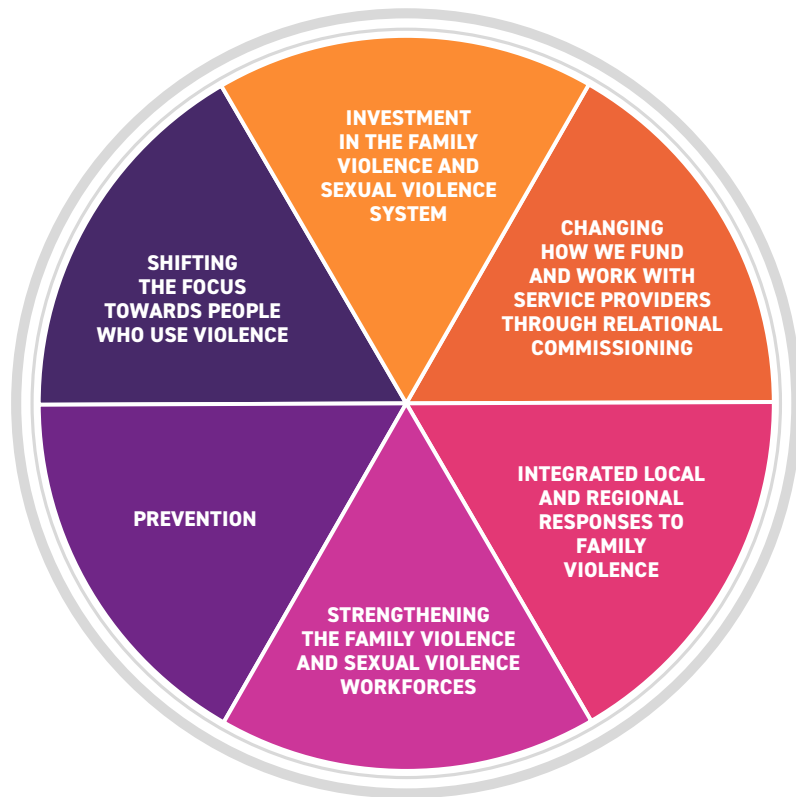 INVESTMENT
IN THE FAMILY
VIOLENCE AND
SEXUAL VIOLENCE
SYSTEM
CHANGING
HOW WE FUND
AND WORK WITH
SERVICE PROVIDERS
THROUGH RELATIONAL
COMMISSIONING
INTEGRATED LOCAL
AND REGIONAL
RESPONSES TO
FAMILY
VIOLENCE
STRENGTHENING
THE FAMILY VIOLENCE
AND SEXUAL VIOLENCE
WORKFORCES
PREVENTION
SHIFTING
THE FOCUS
TOWARDS PEOPLE
WHO USE VIOLENCE